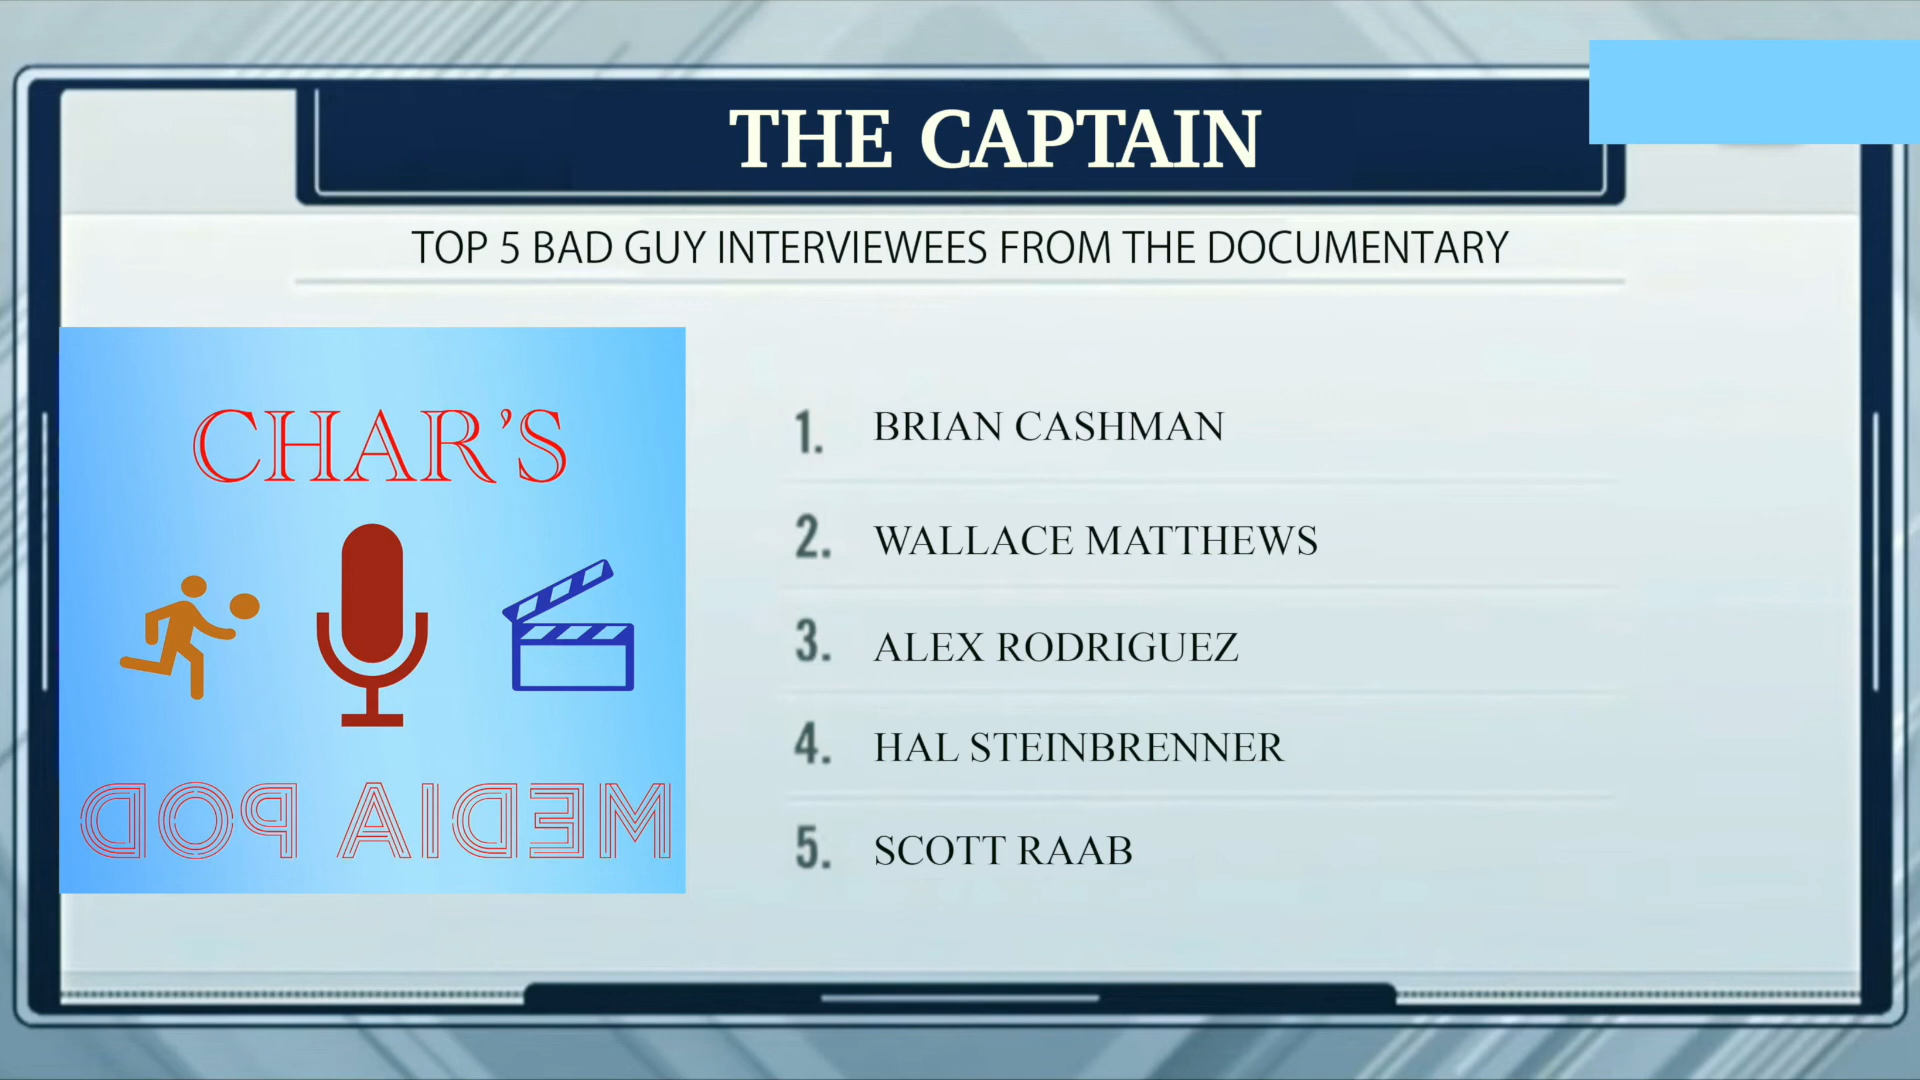 THE CAPTAIN
TOP 5 BAD GUY INTERVIEWEES FROM THE DOCUMENTARY
CHAR'S
MEDIA POD
1. BRIAN CASHMAN
2. WALLACE MATTHEWS
3. ALEX RODRIGUEZ
4. HAL STEINBRENNER
5. SCOTT RAAB